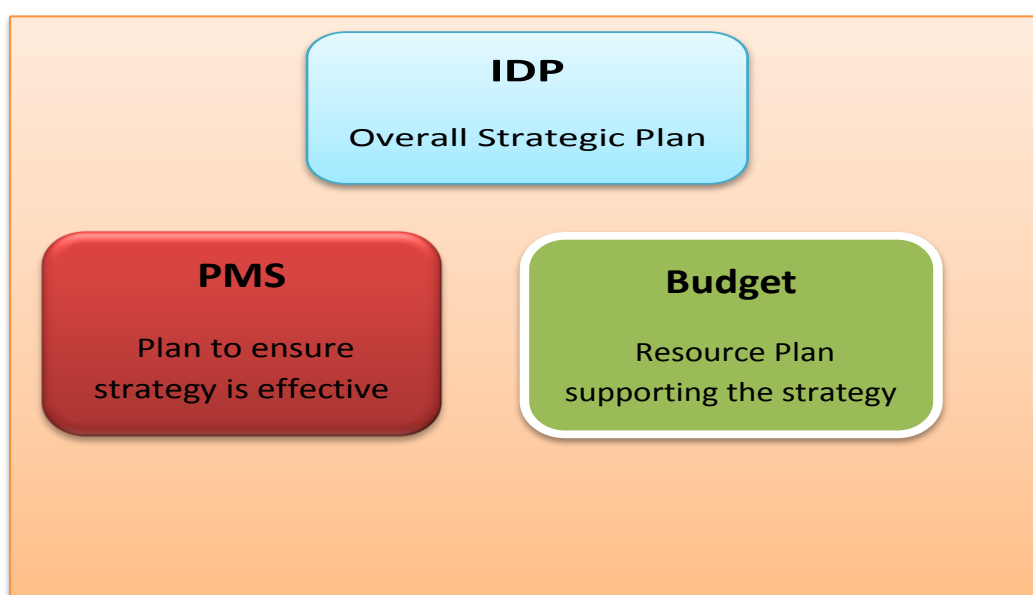 IDP
Overall Strategic Plan
PMS
Plan to ensure
strategy is effective
Budget
Resource Plan
supporting the strategy